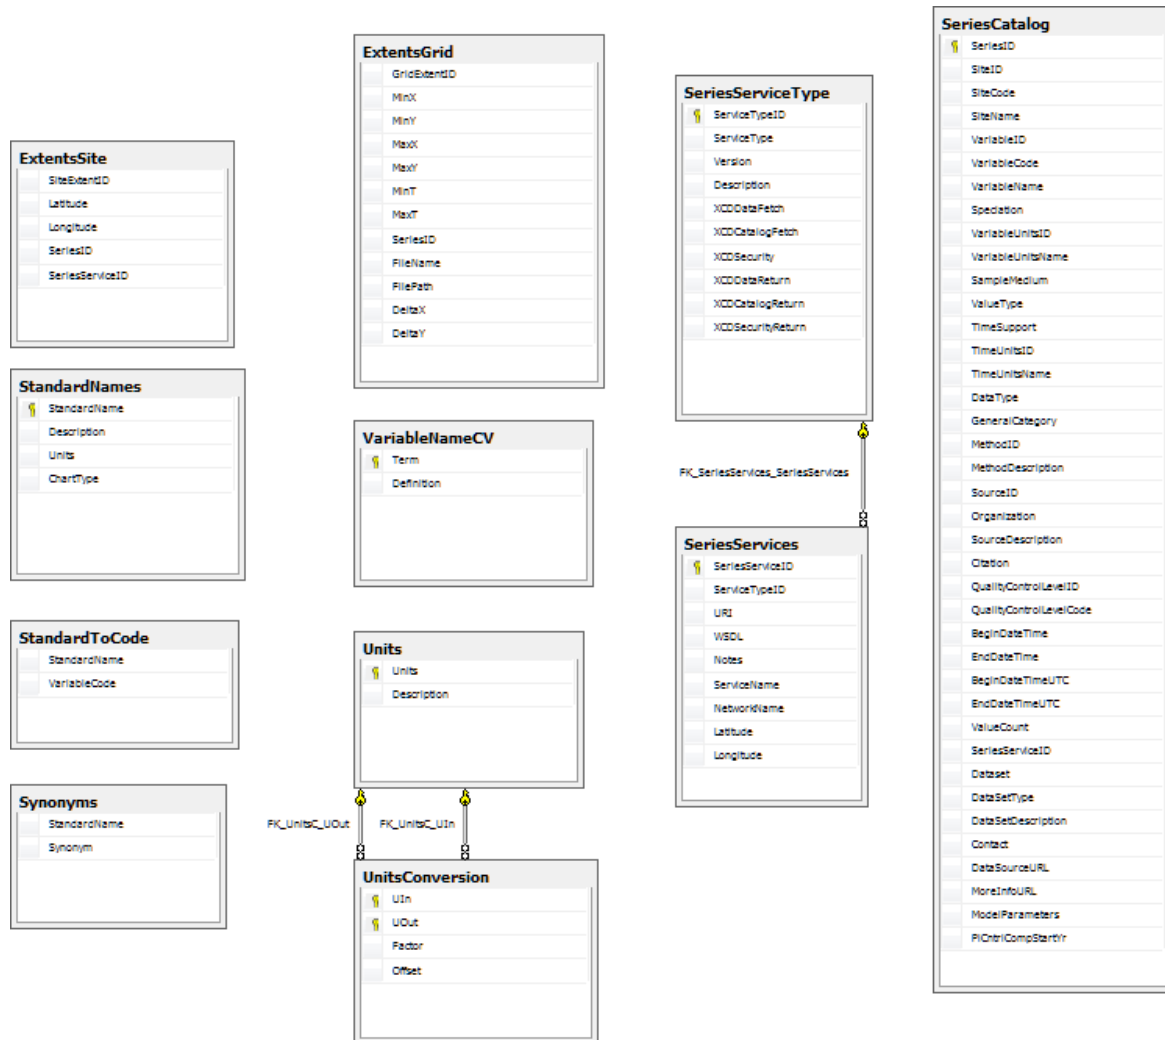 ExtentsSite
SiteExtentID
Latitude
Longitude
SeriesID
SeriesServiceID
StandardNames
StandardName
Description
Units
ChartType
StandardToCode
StandardName
VariableCode
Synonyms
StandardName
Synonym
ExtentsGrid
GridExtentID
MinX
MinY
MaxX
MaxY
MinT
MaxT
SeriesID
FileName
FilePath
DeltaX
DeltaY
VariableNameCV
Term
Definition
Units
Units
Description
FK_UnitsC_UOut
FK_UnitsC_UIn
UnitsConversion
UIn
UOut
Factor
Offset
SeriesServiceType
ServiceTypeID
ServiceType
Version
Description
XCDDataFetch
XCDCatalogFetch
XCDSecurity
XCDDataReturn
XCDCatalogReturn
XCDSecurityReturn
FK_SeriesServices_SeriesServices
SeriesServices
SeriesServiceID
ServiceTypeID
URI
WSDL
Notes
ServiceName
NetworkName
Latitude
Longitude
SeriesCatalog
SeriesID
SiteID
SiteCode
SiteName
VariableID
VariableCode
VariableName
Speciation
VariableUnitsID
VariableUnitsName
SampleMedium
ValueType
TimeSupport
TimeUnitsID
TimeUnitsName
DataType
GeneralCategory
MethodID
MethodDescription
SourceID
Organization
SourceDescription
Citation
QualityControlLevelID
QualityControlLevelCode
BeginDateTime
EndDateTime
BeginDateTimeUTC
EndDateTimeUTC
ValueCount
SeriesServiceID
Dataset
DataSetType
DataSetDescription
Contact
DataSourceURL
MoreInfoURL
ModelParameters
PICntrlCompStartYr